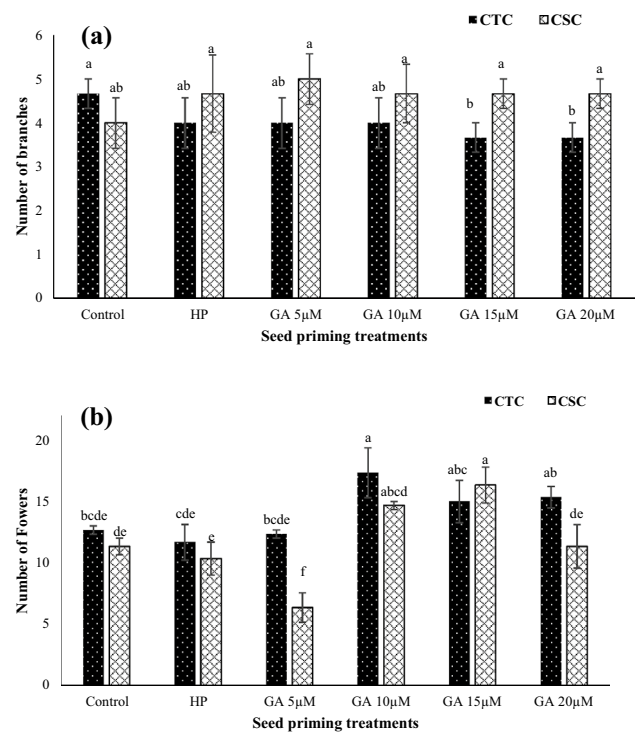 (a)
CTC CSC
6
5
4
3
2
1
0
Number of branches
a ab ab a ab a ab a b a b a
Control HP GA 5µM GA 10µM GA 15µM GA 20µM
Seed priming treatments
(b)
CTC CSC
20
15
10
5
0
Number of Fowers
bcde de cde e bcde f a abcd abc a ab de
Control HP GA 5µM GA 10µM GA 15µM GA 20µM
Seed priming treatments